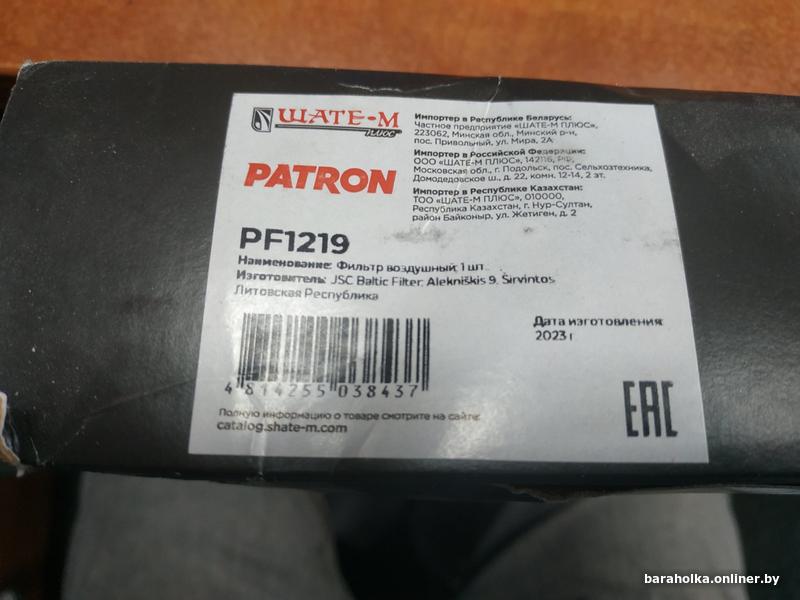 ШАТЕ-М
ПЛЮС
PATRON
Импортер в Республике Беларусь:
Частное предприятие «ШАТЕ-М ПЛЮС»,
223062, Минская обл., Минский р-н,
пос. Привольный, ул. Мира, 2А
Импортер в Российской Федерации:
ООО «ШАТЕ-М ПЛЮС», 142116, РФ,
Московская обл., г. Подольск, пос. Сельхозтехника,
Домодедовское ш., д. 22, комн. 12-14, 2 эт.
Импортер в Республике Казахстан:
ТОО «ШАТЕ-М ПЛЮС», 010000,
Республика Казахстан, г. Нур-Султан,
район Байконыр, ул. Жетиген, д. 2
PF1219
Наименование: Фильтр воздушный; 1 шт.
Изготовитель: JSC Baltic Filter; Alekniškis 9, Širvintos
Литовская Республика
Дата изготовления:
2023 г
4 814255 038437
EAC
Полную информацию о товаре смотрите на сайте:
catalog.shate-m.com
baraholka.onliner.by